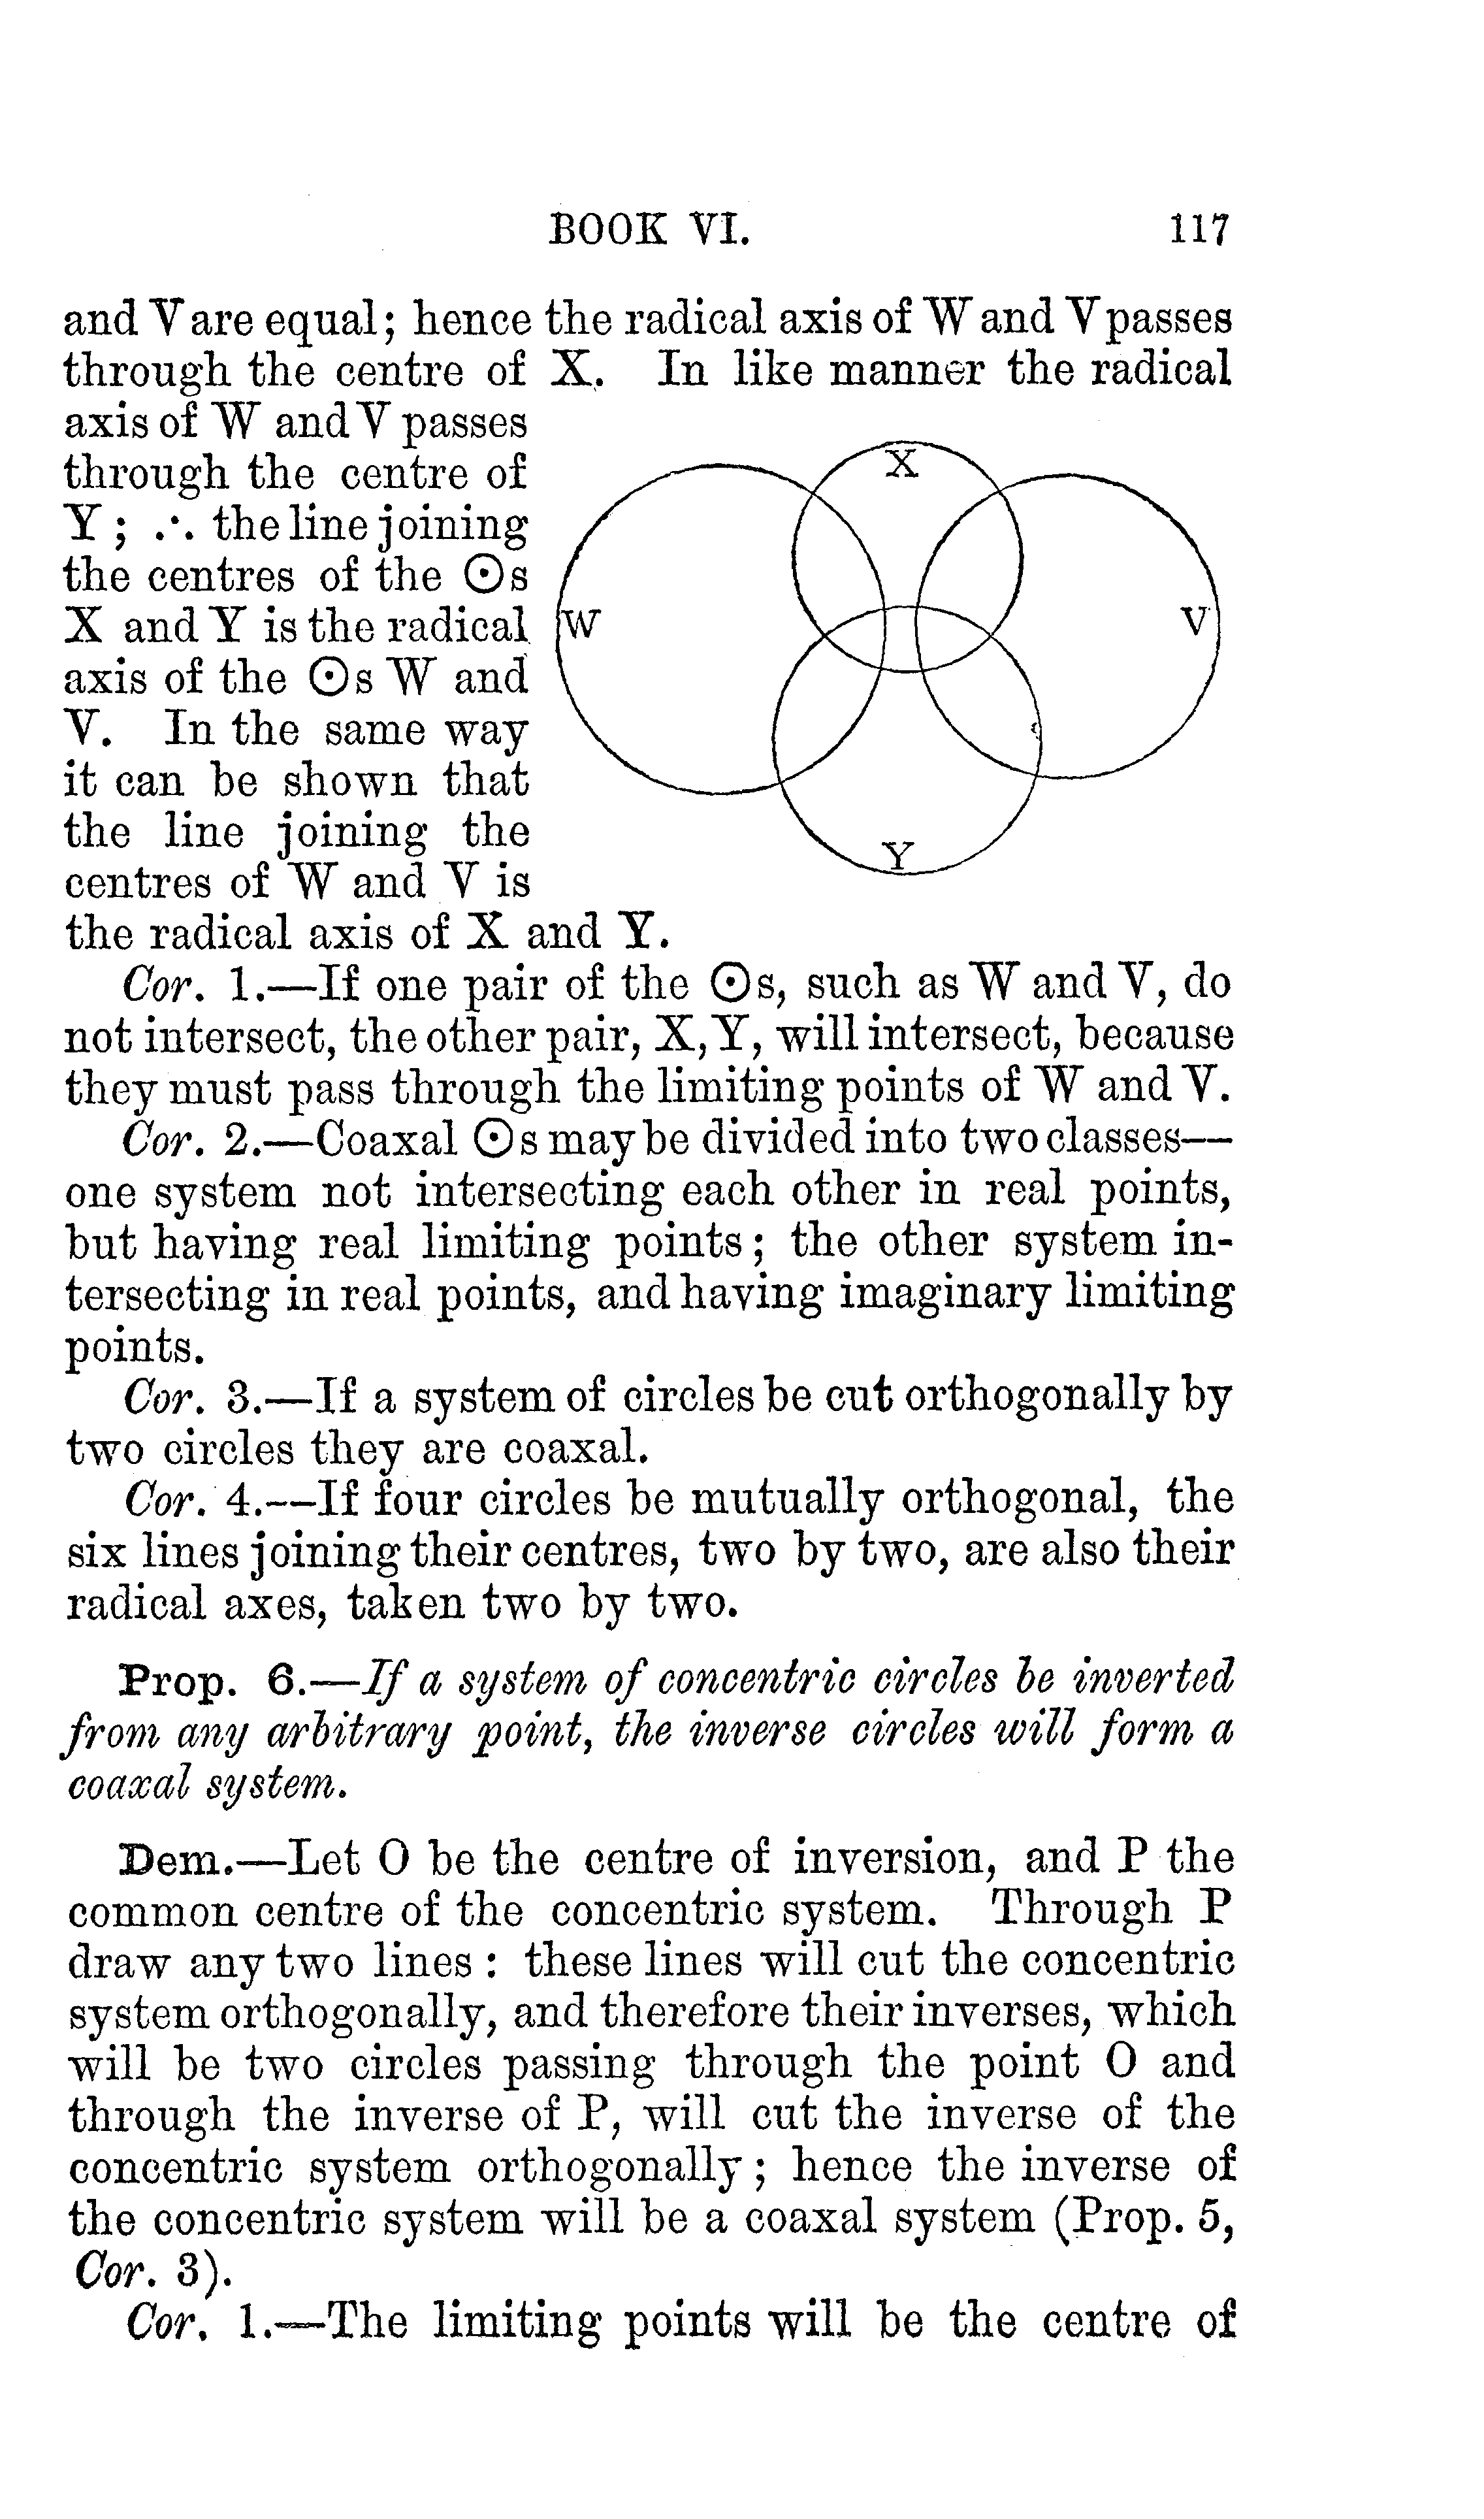 BOOK VI. 117
and V are equal; hence the radical axis of W and V passes
through the centre of X. In like manner the radical
axis of W and V passes
through the centre of
Y; ∴ the line joining
the centres of the ⊙s
X and Y is the radical
axis of the ⊙s W and
V. In the same way
it can be shown that
the line joining the
centres of W and V is
the radical axis of X and Y.
X
W
V
Y
Cor. 1.—If one pair of the ⊙s, such as W and V, do
not intersect, the other pair, X, Y, will intersect, because
they must pass through the limiting points of W and V.
Cor. 2.—Coaxal ⊙s may be divided into two classes—
one system not intersecting each other in real points,
but having real limiting points; the other system in-
tersecting in real points, and having imaginary limiting
points.
Cor. 3.—If a system of circles be cut orthogonally by
two circles they are coaxal.
Cor. 4.—If four circles be mutually orthogonal, the
six lines joining their centres, two by two, are also their
radical axes, taken two by two.
Prop. 6.—If a system of concentric circles be inverted
from any arbitrary point, the inverse circles will form a
coaxal system.
Dem.—Let O be the centre of inversion, and P the
common centre of the concentric system. Through P
draw any two lines: these lines will cut the concentric
system orthogonally, and therefore their inverses, which
will be two circles passing through the point O and
through the inverse of P, will cut the inverse of the
concentric system orthogonally; hence the inverse of
the concentric system will be a coaxal system (Prop. 5,
Cor. 3).
Cor. 1.—The limiting points will be the centre of